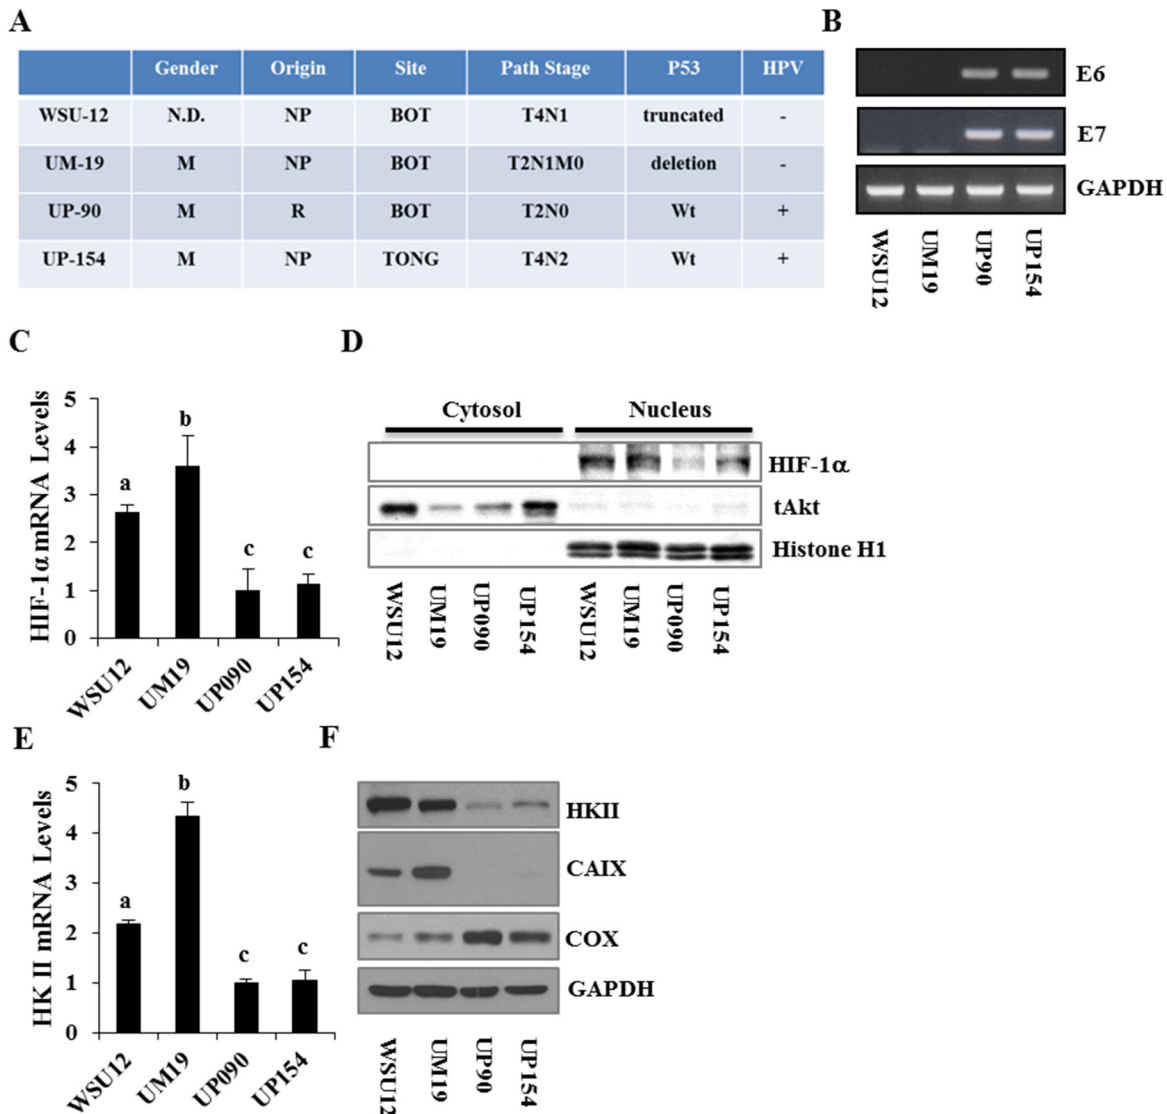 A
Gender Origin Site Path Stage P53 HPV
WSU-12 N.D. NP BOT T4N1 truncated -
UM-19 M NP BOT T2N1M0 deletion -
UP-90 M R BOT T2N0 Wt +
UP-154 M NP TONG T4N2 Wt +
B
E6
E7
GAPDH
WSU12 UM19 UP90 UP154
C
HIF-1α mRNA Levels
5
4
3
2
1
0
a b c c
WSU12 UM19 UP090 UP154
D
Cytosol Nucleus
HIF-1α
tAkt
Histone H1
WSU12 UM19 UP090 UP154 WSU12 UM19 UP090 UP154
E
HK II mRNA Levels
5
4
3
2
1
0
a b c c
WSU12 UM19 UP090 UP154
F
HKII
CAIX
COX
GAPDH
WSU12 UM19 UP90 UP154